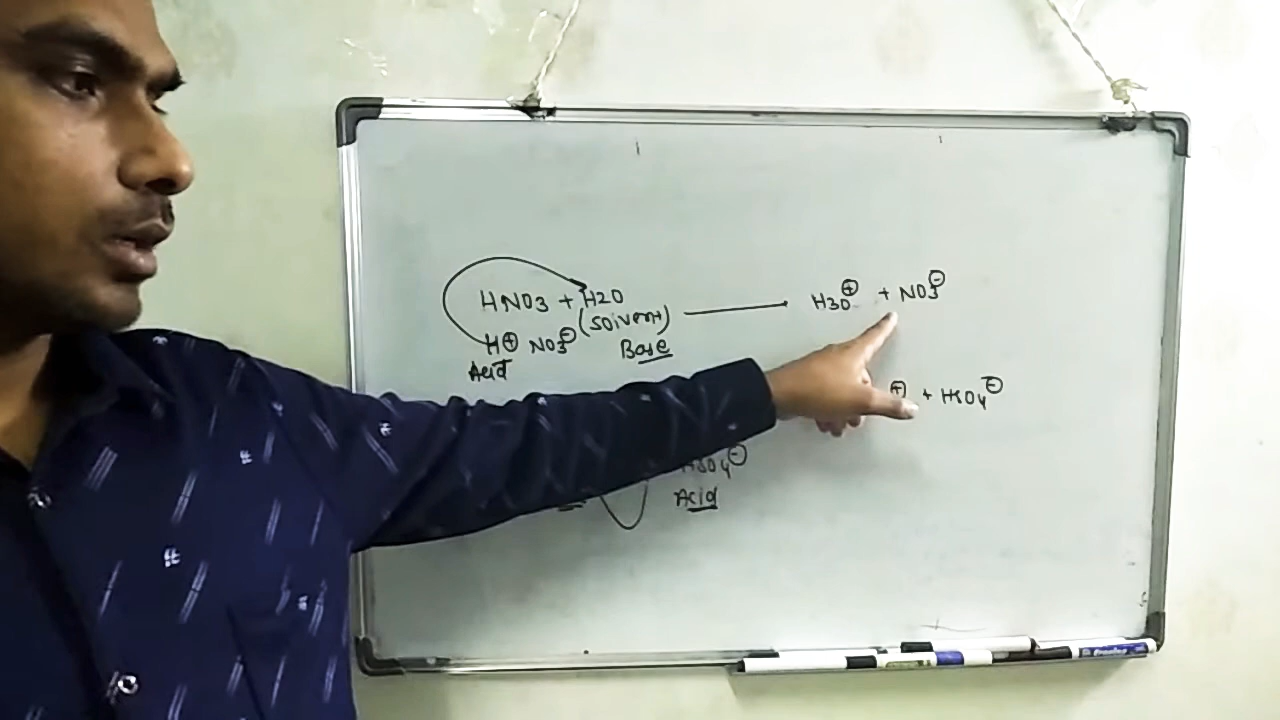 HNO3 + H2O ⟶ H3O⊕ + NO3⊖
(Solvent)
H⊕ NO3⊖
Acid Base
⊕ + HSO4⊖
HSO4⊖
Acid